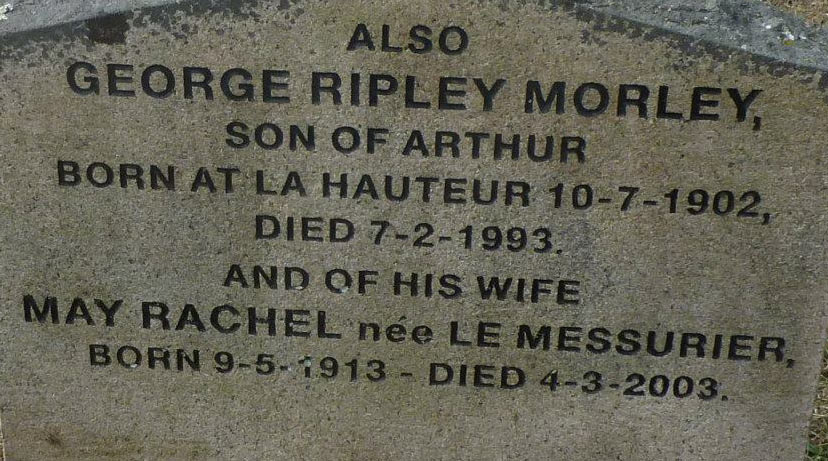 ALSO
GEORGE RIPLEY MORLEY,
SON OF ARTHUR
BORN AT LA HAUTEUR 10-7-1902,
DIED 7-2-1993.
AND OF HIS WIFE
MAY RACHEL née LE MESSURIER,
BORN 9-5-1913 - DIED 4-3-2003.